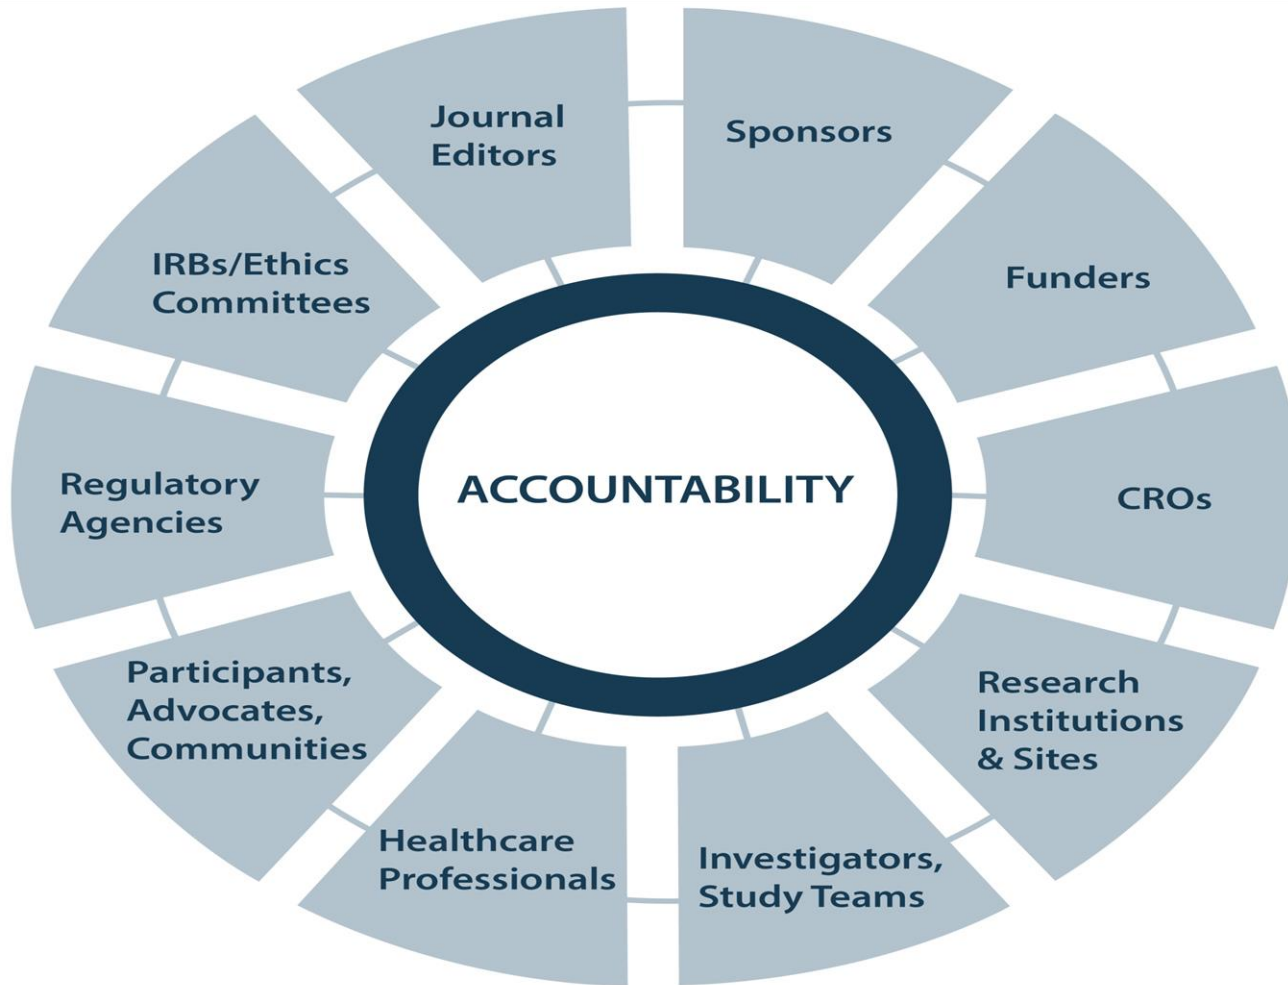 Journal
Editors
Sponsors
Funders
CROs
Research
Institutions
& Sites
Investigators,
Study Teams
Healthcare
Professionals
Participants,
Advocates,
Communities
Regulatory
Agencies
IRBs/Ethics
Committees
ACCOUNTABILITY